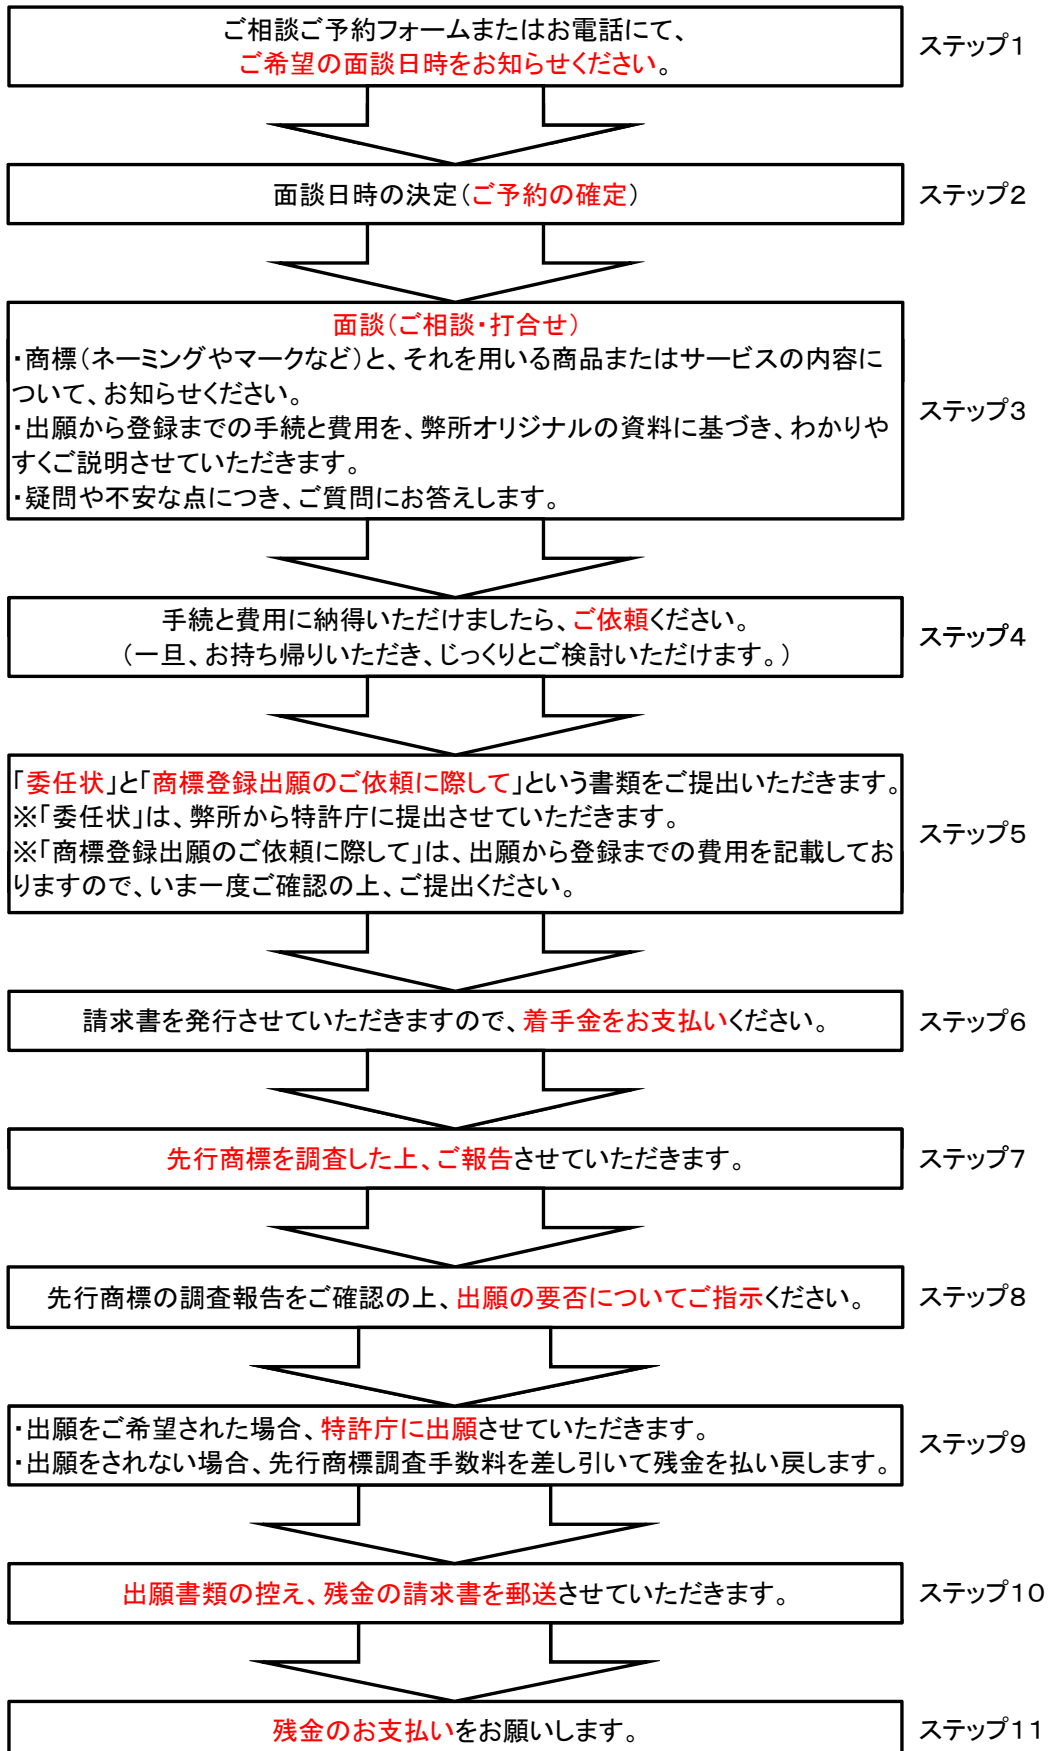 ご相談ご予約フォームまたはお電話にて、
ご希望の面談日時をお知らせください。
ステップ1
面談日時の決定(ご予約の確定)
ステップ2
面談(ご相談・打合せ)
・商標(ネーミングやマークなど)と、それを用いる商品またはサービスの内容に
ついて、お知らせください。
・出願から登録までの手続と費用を、弊所オリジナルの資料に基づき、わかりや
すくご説明させていただきます。
・疑問や不安な点につき、ご質問にお答えします。
ステップ3
手続と費用に納得いただけましたら、ご依頼ください。
(一旦、お持ち帰りいただき、じっくりとご検討いただけます。)
ステップ4
「委任状」と「商標登録出願のご依頼に際して」という書類をご提出いただきます。
※「委任状」は、弊所から特許庁に提出させていただきます。
※「商標登録出願のご依頼に際して」は、出願から登録までの費用を記載してお
りますので、いま一度ご確認の上、ご提出ください。
ステップ5
請求書を発行させていただきますので、着手金をお支払いください。
ステップ6
先行商標を調査した上、ご報告させていただきます。
ステップ7
先行商標の調査報告をご確認の上、出願の要否についてご指示ください。
ステップ8
・出願をご希望された場合、特許庁に出願させていただきます。
・出願をされない場合、先行商標調査手数料を差し引いて残金を払い戻します。
ステップ9
出願書類の控え、残金の請求書を郵送させていただきます。
ステップ10
残金のお支払いをお願いします。
ステップ11